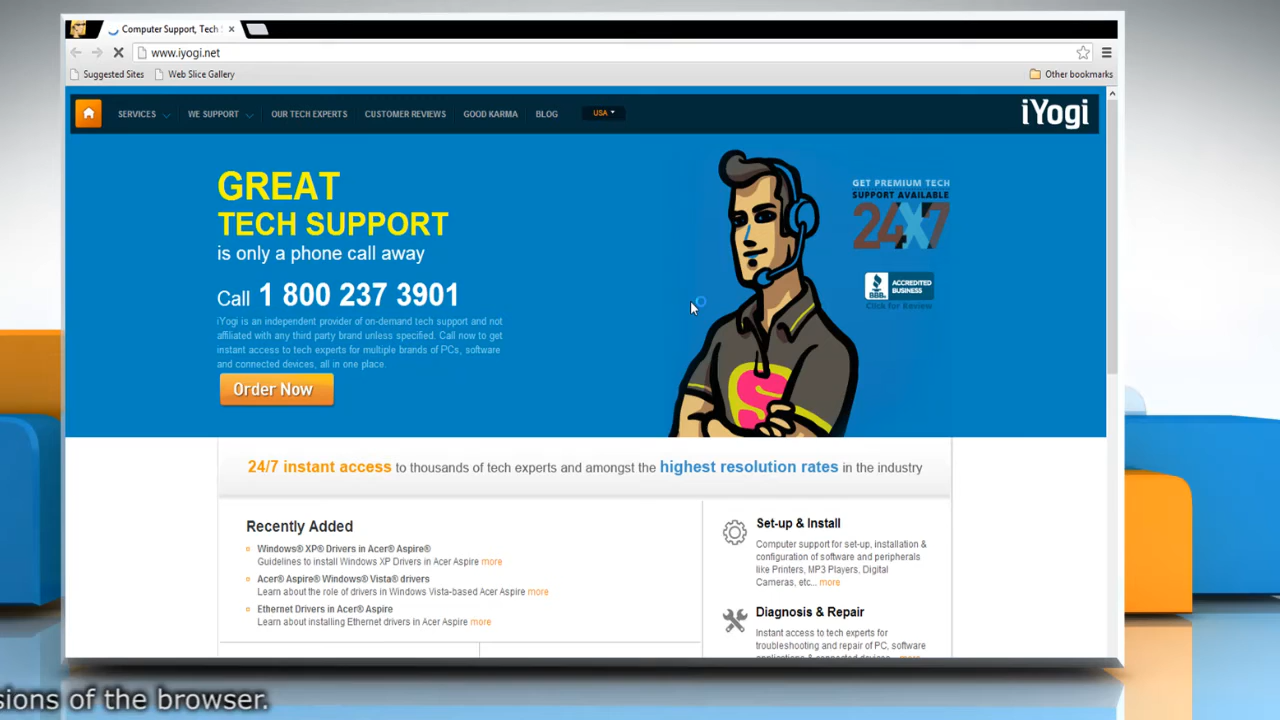 Computer Support, Tech
www.iyogi.net
Suggested Sites
Web Slice Gallery
Other bookmarks
SERVICES
WE SUPPORT
OUR TECH EXPERTS
CUSTOMER REVIEWS
GOOD KARMA
BLOG
USA
iYogi
GREAT
TECH SUPPORT
is only a phone call away
Call 1 800 237 3901
iYogi is an independent provider of on-demand tech support and not
affiliated with any third party brand unless specified. Call now to get
instant access to tech experts for multiple brands of PCs, software
and connected devices, all in one place.
Order Now
GET PREMIUM TECH
SUPPORT AVAILABLE
24X7
BBB.
ACCREDITED
BUSINESS
Click for Review
S
24/7 instant access to thousands of tech experts and amongst the highest resolution rates in the industry
Recently Added
Windows® XP® Drivers in Acer® Aspire®
Guidelines to install Windows XP Drivers in Acer Aspire more
Acer® Aspire® Windows® Vista® drivers
Learn about the role of drivers in Windows Vista-based Acer Aspire more
Ethernet Drivers in Acer® Aspire
Learn about installing Ethernet drivers in Acer Aspire more
Set-up & Install
Computer support for set-up, installation &
configuration of software and peripherals
like Printers, MP3 Players, Digital
Cameras, etc... more
Diagnosis & Repair
Instant access to tech experts for
troubleshooting and repair of PC, software
applications & connected devices... more
sions of the browser.